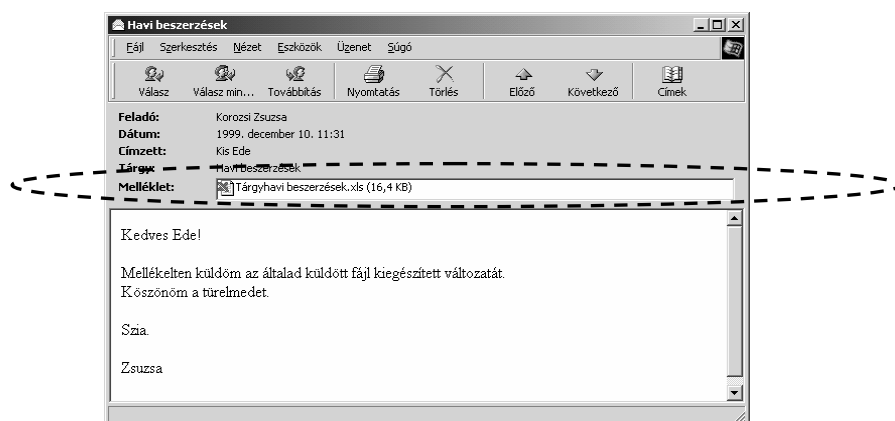 Havi beszerzések
Fájl Szerkesztés Nézet Eszközök Üzenet Súgó
Válasz Válasz min... Továbbítás Nyomtatás Törlés Előző Következő Címek
Feladó: Korozsi Zsuzsa
Dátum: 1999. december 10. 11:31
Címzett: Kis Ede
Tárgy: Havi beszerzések
Melléklet: Tárgyhavi beszerzések.xls (16,4 KB)
Kedves Ede!
Mellékelten küldöm az általad küldött fájl kiegészített változatát.
Köszönöm a türelmedet.
Szia.
Zsuzsa